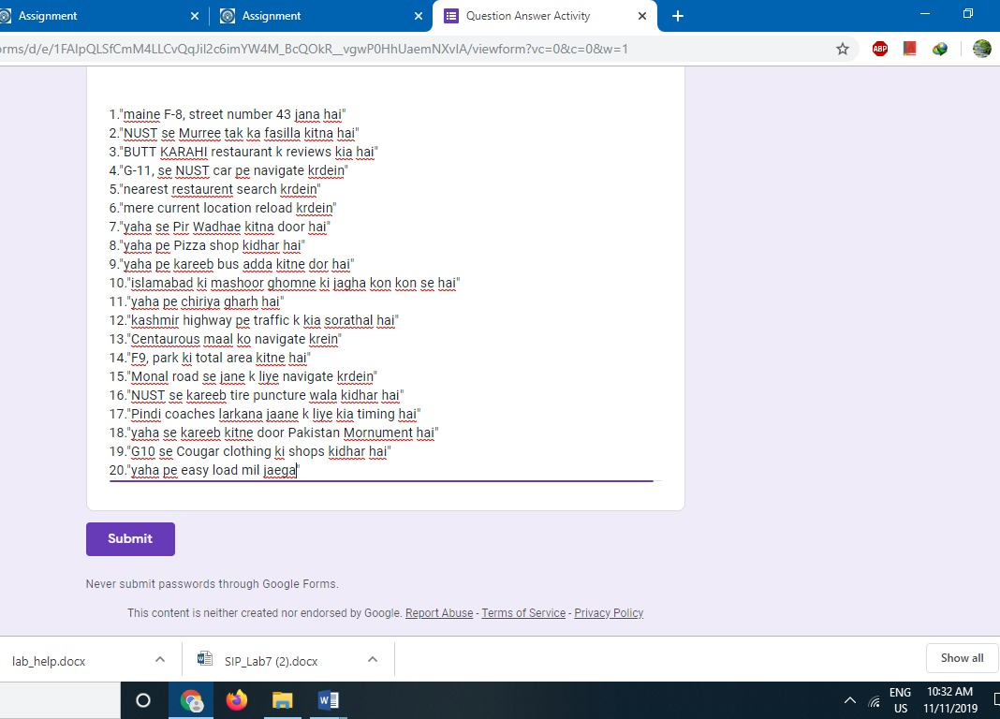 Assignment
Assignment
Question Answer Activity
orms/d/e/1FAIpQLSfCmM4LLCvQqJil2c6imYW4M_BcQOkR__vgwP0HhUaemNXvIA/viewform?vc=0&c=0&w=1
ABP
1."maine F-8, street number 43 jana hai"
2."NUST se Murree tak ka fasilla kitna hai"
3."BUTT KARAHI restaurant k reviews kia hai"
4."G-11, se NUST car pe navigate krdein"
5."nearest restaurent search krdein"
6."mere current location reload krdein"
7."yaha se Pir Wadhae kitna door hai"
8."yaha pe Pizza shop kidhar hai"
9."yaha pe kareeb bus adda kitne dor hai"
10."islamabad ki mashoor ghomne ki jagha kon kon se hai"
11."yaha pe chiriya gharh hai"
12."kashmir highway pe traffic k kia sorathal hai"
13."Centaurous maal ko navigate krein"
14."F9, park ki total area kitne hai"
15."Monal road se jane k liye navigate krdein"
16."NUST se kareeb tire puncture wala kidhar hai"
17."Pindi coaches larkana jaane k liye kia timing hai"
18."yaha se kareeb kitne door Pakistan Mornument hai"
19."G10 se Cougar clothing ki shops kidhar hai"
20."yaha pe easy load mil jaega"
Submit
Never submit passwords through Google Forms.
This content is neither created nor endorsed by Google. Report Abuse - Terms of Service - Privacy Policy
lab_help.docx
SIP_Lab7 (2).docx
Show all
ENG
US
10:32 AM
11/11/2019